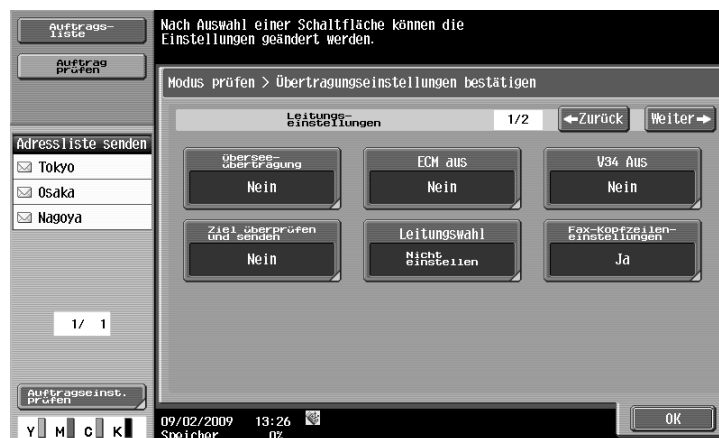 Auftrags-
liste
Auftrag
prüfen
Nach Auswahl einer Schaltfläche können die
Einstellungen geändert werden.
Modus prüfen > Übertragungseinstellungen bestätigen
Leitungs-
einstellungen
1/2
←Zurück
Weiter→
Adressliste senden
Tokyo
Osaka
Nagoya
Übersee-
übertragung
Nein
ECM aus
Nein
V34 Aus
Nein
Ziel überprüfen
und senden
Nein
Leitungswahl
Nicht
einstellen
Fax-Kopfzeilen-
einstellungen
Ja
1/ 1
Auftragseinst.
prüfen
Y M C K
09/02/2009 13:26
Speicher 0%
OK